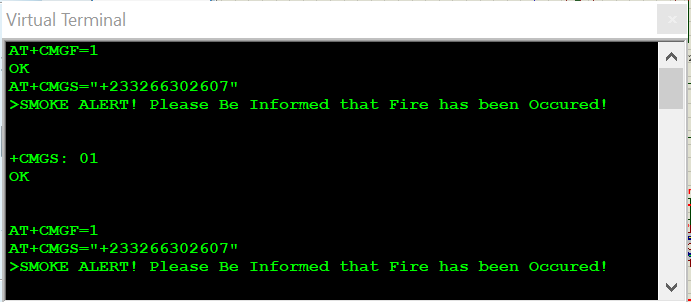 Virtual Terminal
AT+CMGF=1
OK
AT+CMGS="+233266302607"
>SMOKE ALERT! Please Be Informed that Fire has been Occured!
+CMGS: 01
OK
AT+CMGF=1
AT+CMGS="+233266302607"
>SMOKE ALERT! Please Be Informed that Fire has been Occured!